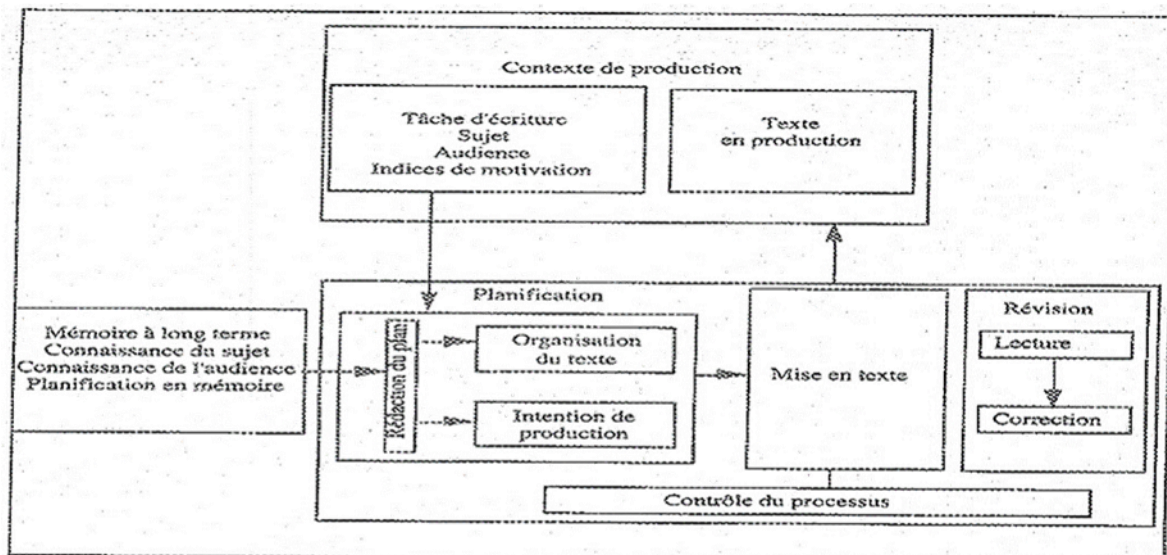 Contexte de production
Tâche d'écriture
Sujet
Audience
Indices de motivation
Texte
en production
Mémoire à long terme
Connaissance du sujet
Connaissance de l'audience
Planification en mémoire
Planification
Rédaction du plan
Organisation
du texte
Intention de
production
Mise en texte
Révision
Lecture
Correction
Contrôle du processus